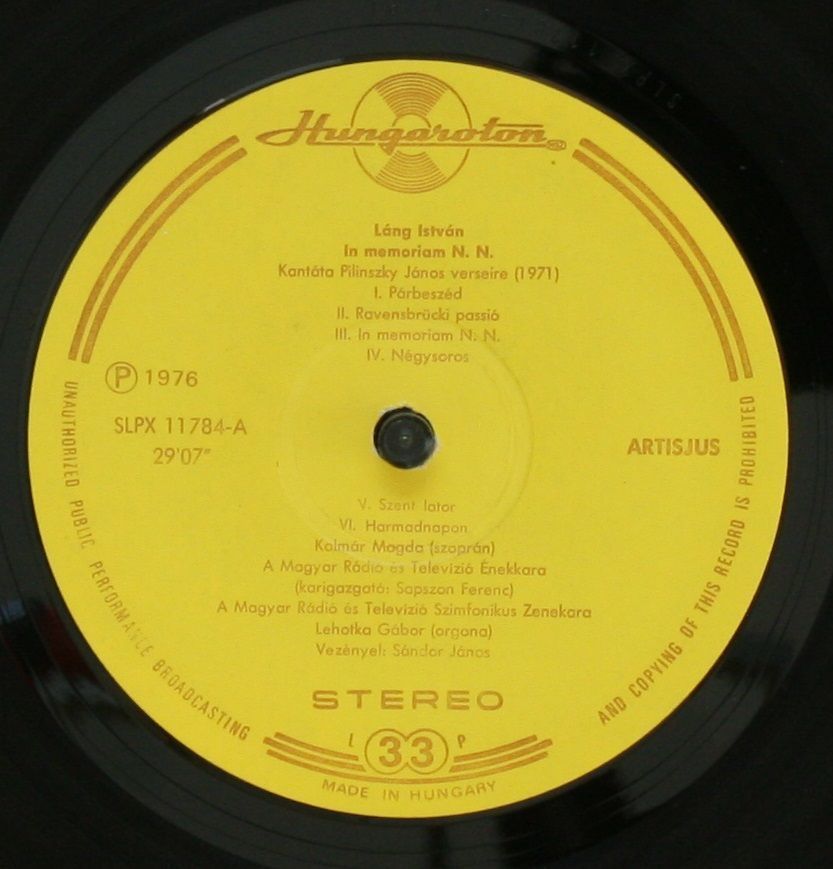 Hungaroton
Láng István
In memoriam N. N.
Kantáta Pilinszky János verseire (1971)
I. Párbeszéd
II. Ravensbrücki passió
III. In memoriam N. N.
IV. Négysoros
Ⓟ 1976
SLPX 11784-A
29'07"
ARTISJUS
V. Szent lator
VI. Harmadnapon
Kalmár Magda (szoprán)
A Magyar Rádió és Televízió Énekkara
(karigazgató: Sapszon Ferenc)
A Magyar Rádió és Televízió Szimfonikus Zenekara
Lehotka Gábor (orgona)
Vezényel: Sándor János
STEREO
L 33 P
MADE IN HUNGARY
UNAUTHORIZED PUBLIC PERFORMANCE BROADCASTING
AND COPYING OF THIS RECORD IS PROHIBITED